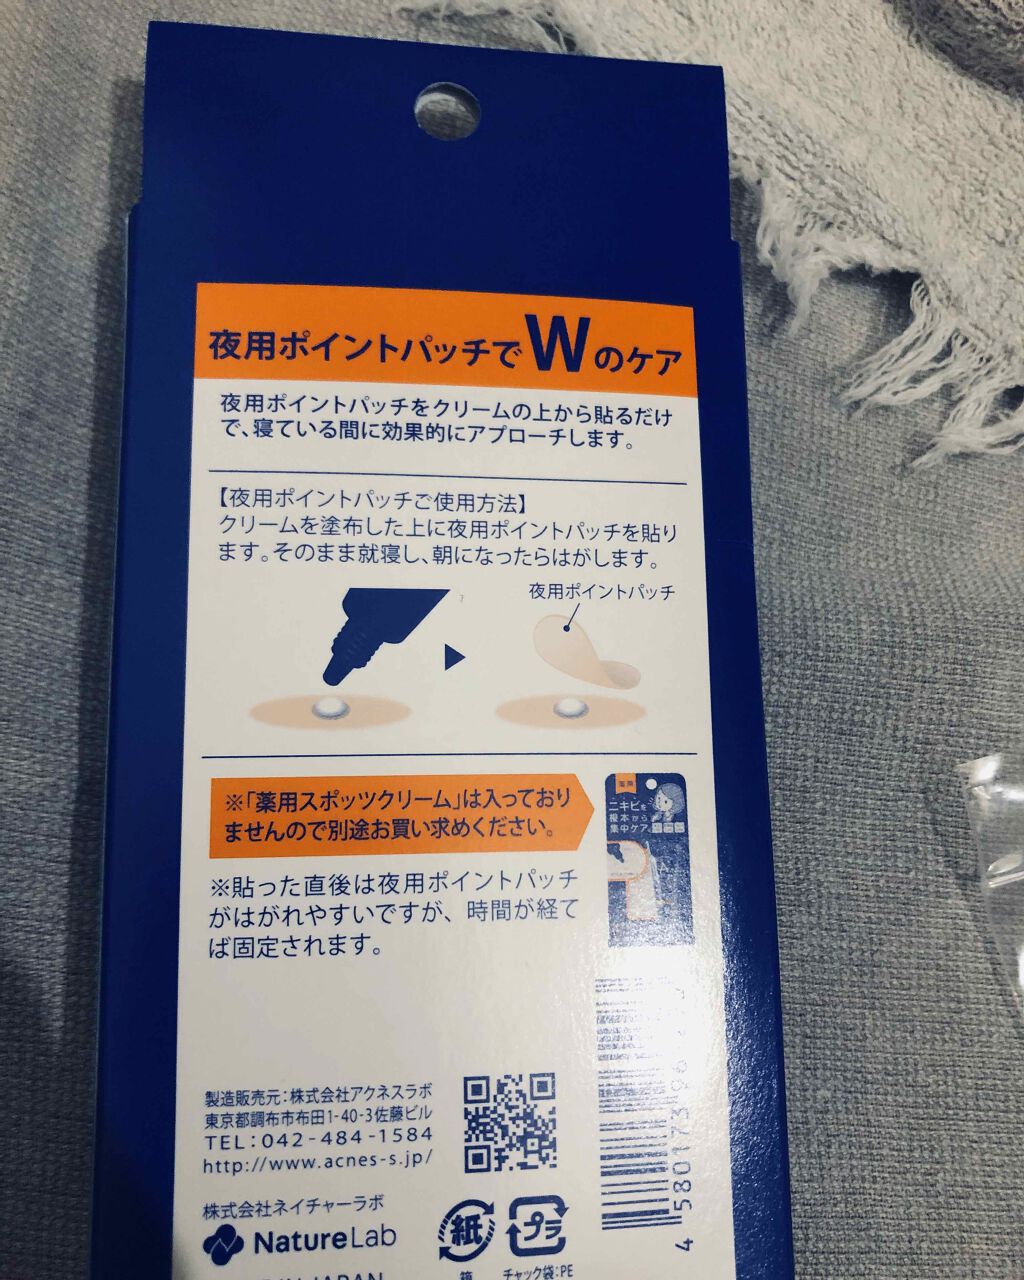 夜用ポイントパッチでWのケア
夜用ポイントパッチをクリームの上から貼るだけ
で、寝ている間に効果的にアプローチします。
【夜用ポイントパッチご使用方法】
クリームを塗布した上に夜用ポイントパッチを貼り
ます。そのまま就寝し、朝になったらはがします。
夜用ポイントパッチ
※「薬用スポッツクリーム」は入っており
ませんので別途お買い求めください。
薬用
ニキビを
根本から
集中ケア
※貼った直後は夜用ポイントパッチ
がはがれやすいですが、時間が経て
ば固定されます。
製造販売元:株式会社アクネスラボ
東京都調布市布田1-40-3佐藤ビル
TEL:042-484-1584
http://www.acnes-s.jp/
株式会社ネイチャーラボ
NatureLab
紙
プラ
箱
チャック袋:PE
JAPAN
4 580173